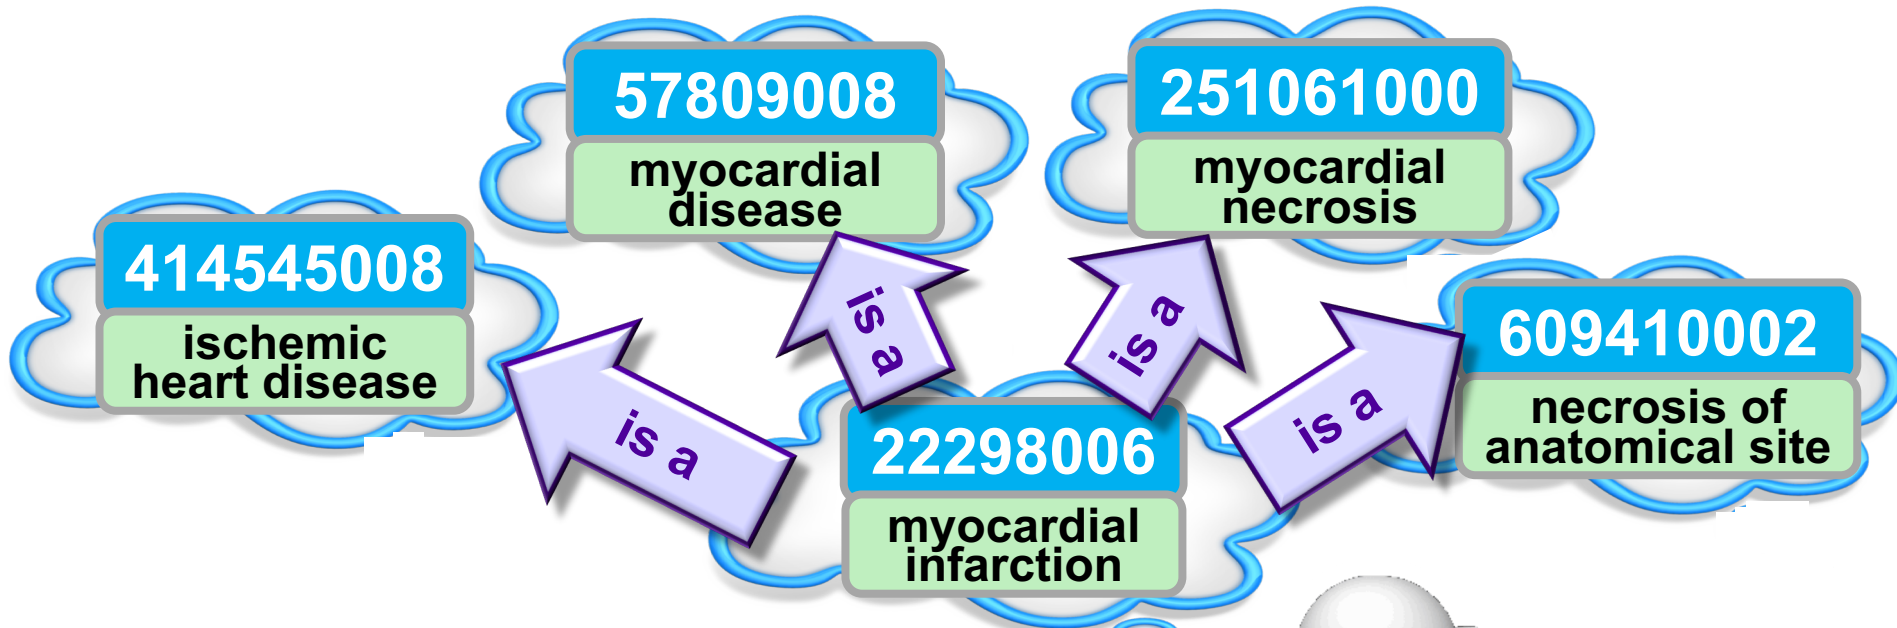 57809008
myocardial
disease
251061000
myocardial
necrosis
414545008
ischemic
heart disease
609410002
necrosis of
anatomical site
is a
is a
is a
is a
22298006
myocardial
infarction